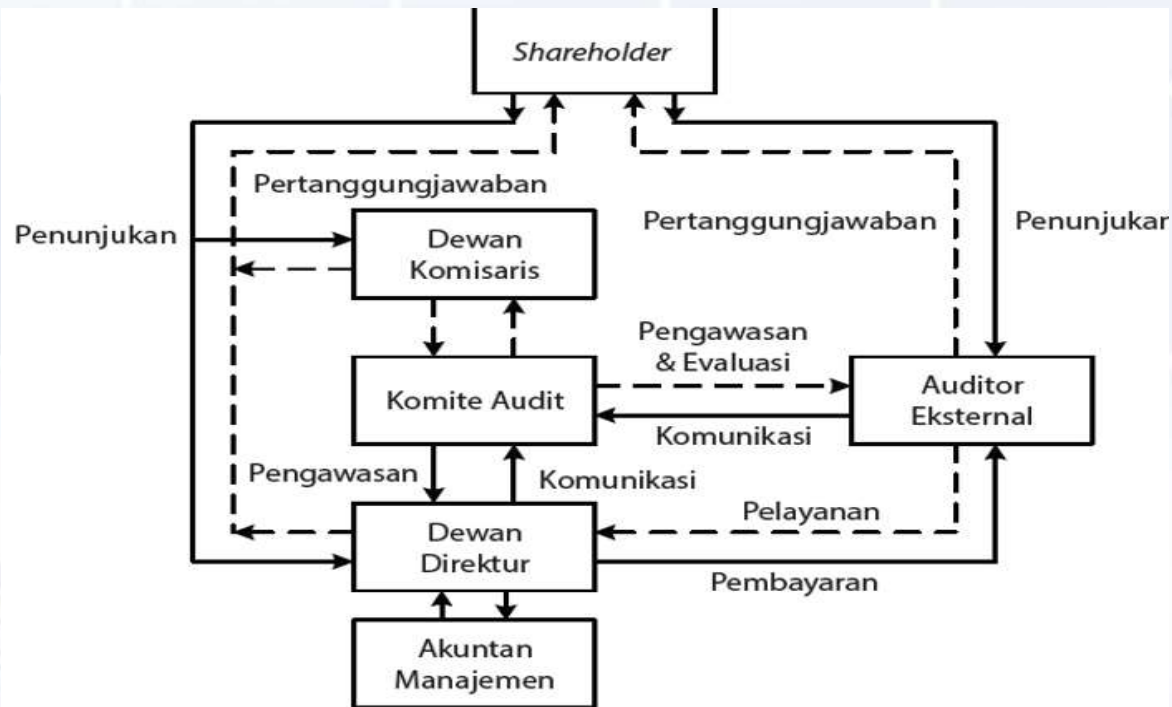 Shareholder
Pertanggungjawaban
Pertanggungjawaban
Penunjukan
Penunjukan
Dewan
Komisaris
Pengawasan
& Evaluasi
Komite Audit
Auditor
Eksternal
Komunikasi
Pengawasan
Komunikasi
Pelayanan
Dewan
Direktur
Pembayaran
Akuntan
Manajemen